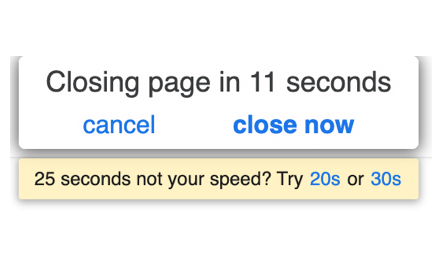 Closing page in 11 seconds
cancel close now
25 seconds not your speed? Try 20s or 30s